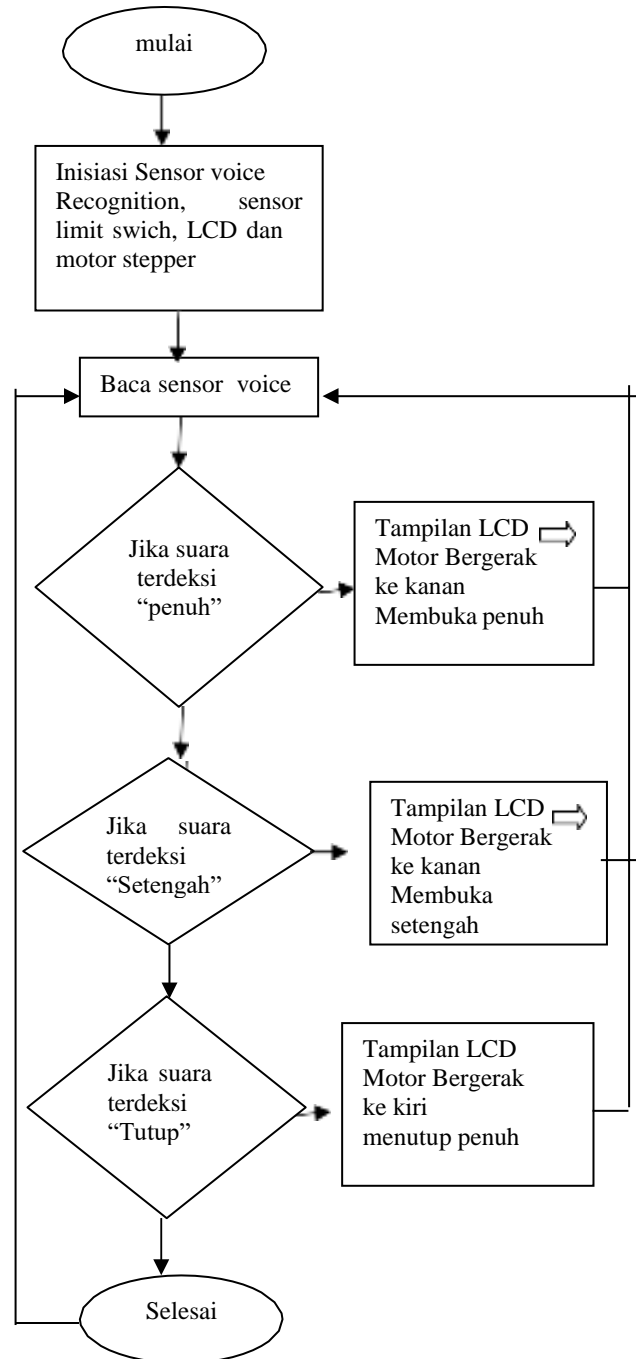 mulai
Inisiasi Sensor voice
Recognition, sensor
limit swich, LCD dan
motor stepper
Baca sensor voice
Jika suara
terdeksi
“penuh”
Tampilan LCD
Motor Bergerak
ke kanan
Membuka penuh
Jika suara
terdeksi
“Setengah”
Tampilan LCD
Motor Bergerak
ke kanan
Membuka
setengah
Jika suara
terdeksi
“Tutup”
Tampilan LCD
Motor Bergerak
ke kiri
menutup penuh
Selesai